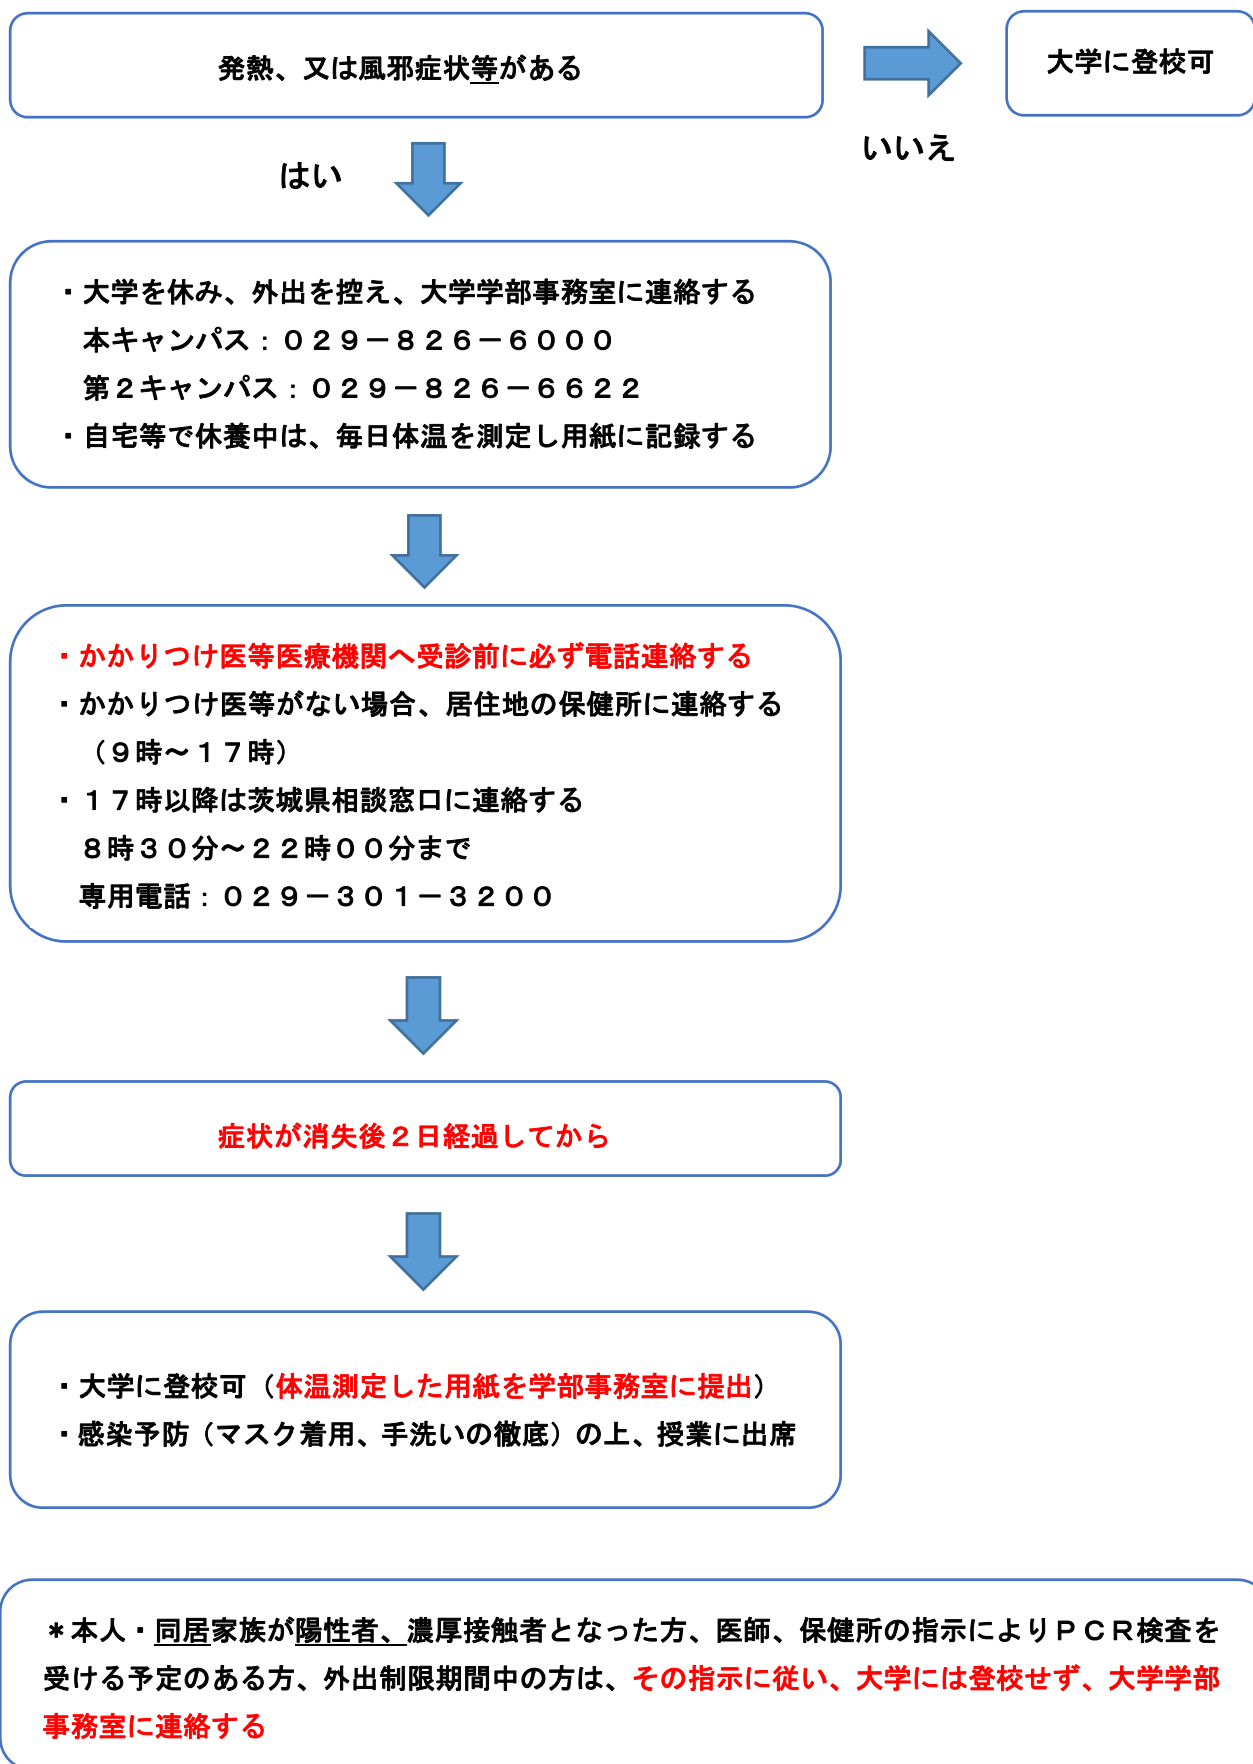 発熱、又は風邪症状等がある
大学に登校可
いいえ
はい
・大学を休み、外出を控え、大学学部事務室に連絡する
本キャンパス：０２９－８２６－６０００
第２キャンパス：０２９－８２６－６６２２
・自宅等で休養中は、毎日体温を測定し用紙に記録する
・かかりつけ医等医療機関へ受診前に必ず電話連絡する
・かかりつけ医等がない場合、居住地の保健所に連絡する
（９時～１７時）
・１７時以降は茨城県相談窓口に連絡する
８時３０分～２２時００分まで
専用電話：０２９－３０１－３２００
症状が消失後２日経過してから
・大学に登校可（体温測定した用紙を学部事務室に提出）
・感染予防（マスク着用、手洗いの徹底）の上、授業に出席
＊本人・同居家族が陽性者、濃厚接触者となった方、医師、保健所の指示によりＰＣＲ検査を
受ける予定のある方、外出制限期間中の方は、その指示に従い、大学には登校せず、大学学部
事務室に連絡する